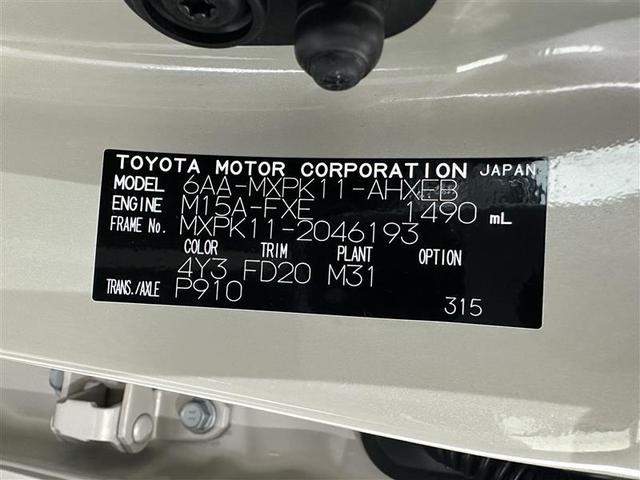 TOYOTA MOTOR CORPORATION JAPAN
MODEL 6AA-MXPK11-AHXEB
ENGINE M15A-FXE 1490 mL
FRAME No. MXPK11-2046193
COLOR TRIM PLANT OPTION
4Y3 FD20 M31
TRANS./AXLE P910
315